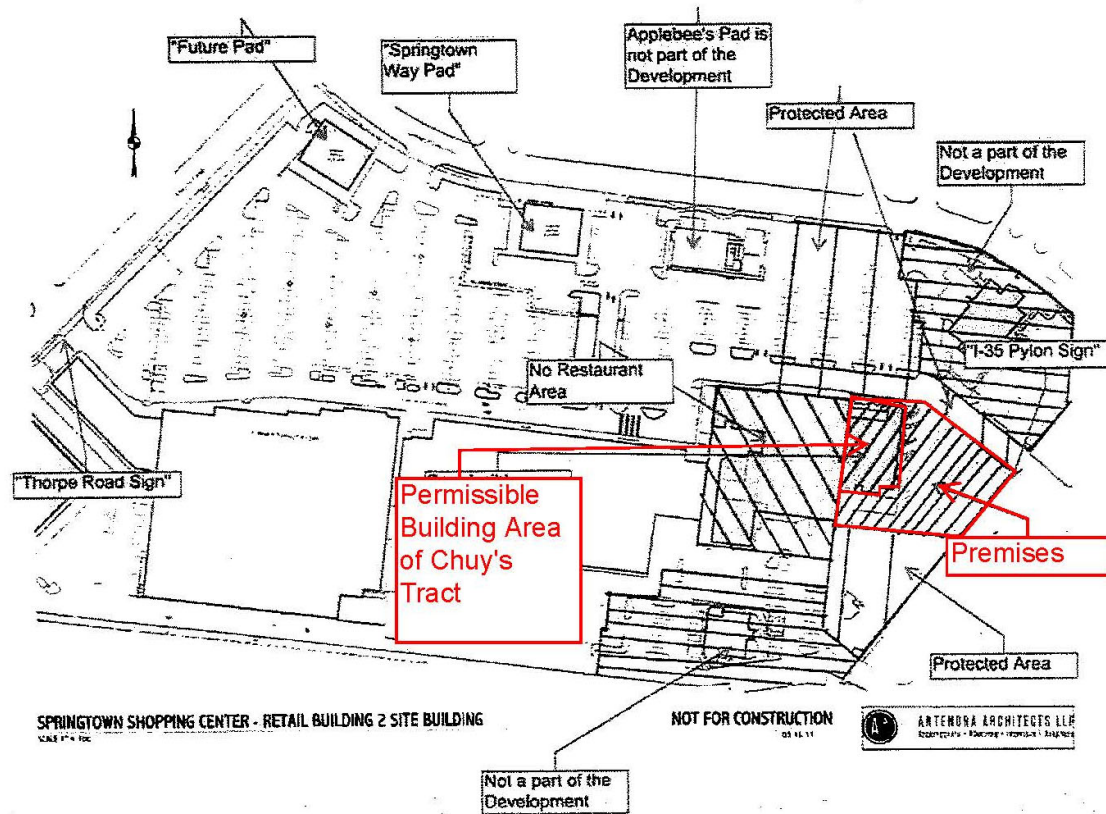 "Future Pad"
"Springtown
Way Pad"
Applebee's Pad is
not part of the
Development
Protected Area
Not a part of the
Development
"I-35 Pylon Sign"
No Restaurant
Area
"Thorpe Road Sign"
Permissible
Building Area
of Chuy's
Tract
Premises
Protected Area
SPRINGTOWN SHOPPING CENTER - RETAIL BUILDING 2 SITE BUILDING
NOT FOR CONSTRUCTION
ARTEMORA ARCHITECTS LLP
Not a part of the
Development